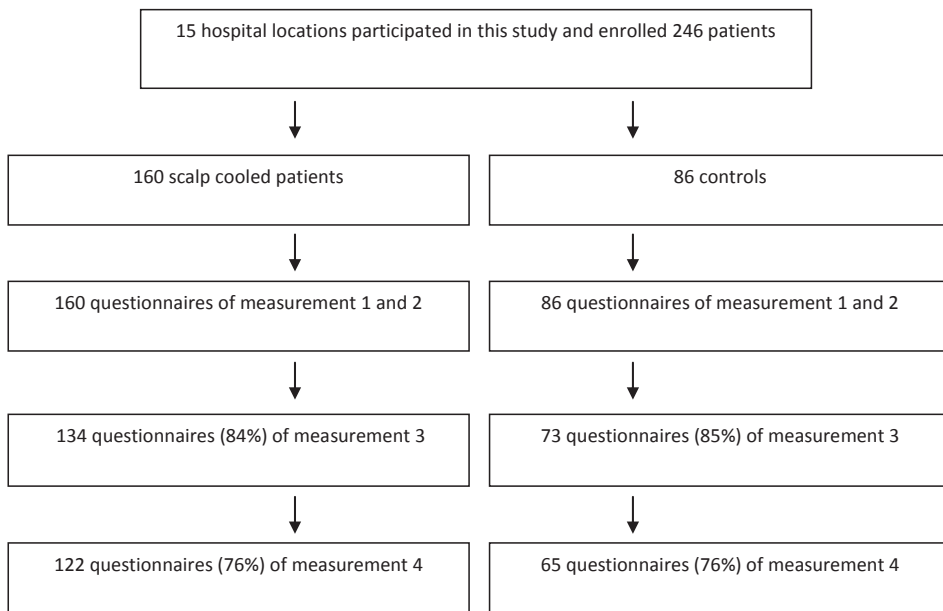 15 hospital locations participated in this study and enrolled 246 patients
160 scalp cooled patients
86 controls
160 questionnaires of measurement 1 and 2
86 questionnaires of measurement 1 and 2
134 questionnaires (84%) of measurement 3
73 questionnaires (85%) of measurement 3
122 questionnaires (76%) of measurement 4
65 questionnaires (76%) of measurement 4